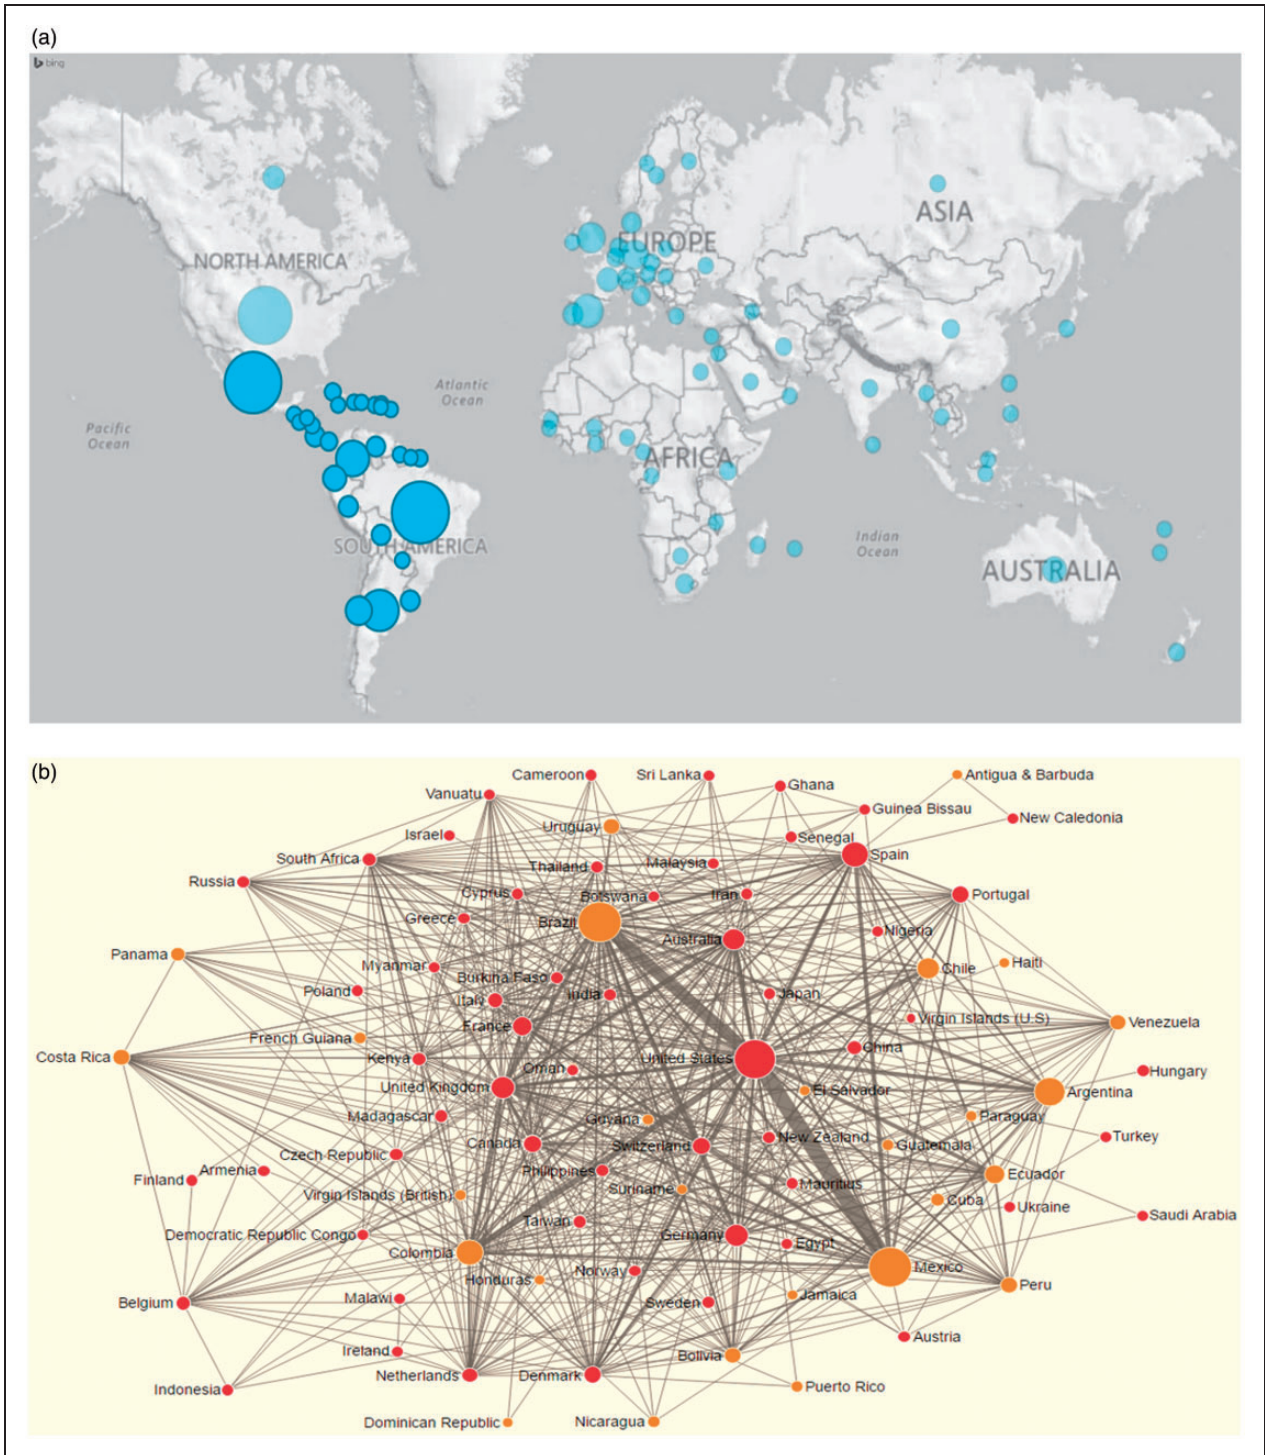 (a)
bing
NORTH AMERICA
EUROPE
ASIA
Atlantic
Ocean
Pacific
Ocean
AFRICA
SOUTH AMERICA
Indian
Ocean
AUSTRALIA
(b)
Cameroon
Sri Lanka
Ghana
Antigua & Barbuda
Vanuatu
Guinea Bissau
New Caledonia
Israel
Uruguay
Senegal
South Africa
Thailand
Malaysia
Spain
Russia
Cyprus
Botswana
Iran
Portugal
Greece
Brazil
Australia
Nigeria
Panama
Myanmar
Burkina Faso
Chile
Haiti
Poland
Italy
India
Japan
French Guiana
France
Virgin Islands (U.S)
Venezuela
Costa Rica
Kenya
Oman
United States
China
Hungary
United Kingdom
El Salvador
Argentina
Madagascar
Guyana
Paraguay
Canada
Switzerland
New Zealand
Guatemala
Turkey
Czech Republic
Finland
Armenia
Philippines
Mauritius
Ecuador
Virgin Islands (British)
Suriname
Cuba
Ukraine
Saudi Arabia
Democratic Republic Congo
Taiwan
Germany
Egypt
Colombia
Honduras
Norway
Mexico
Peru
Belgium
Malawi
Sweden
Jamaica
Ireland
Bolivia
Austria
Indonesia
Netherlands
Denmark
Puerto Rico
Dominican Republic
Nicaragua